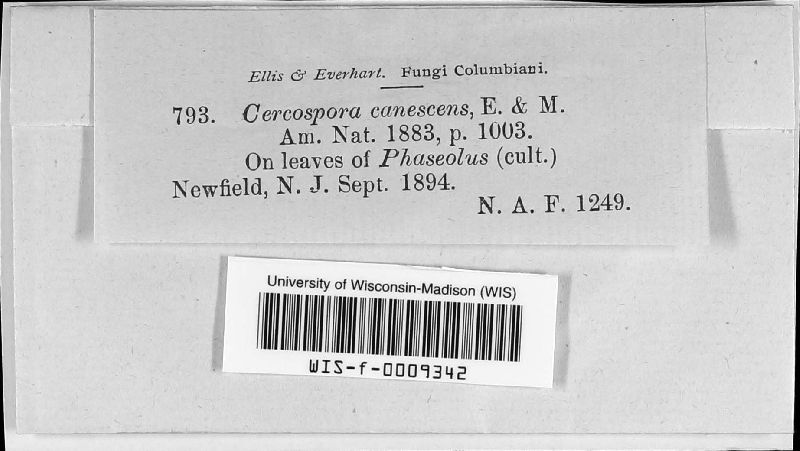 Ellis & Everhart. Fungi Columbiani.
793. Cercospora canescens, E. & M.
Am. Nat. 1883, p. 1003.
On leaves of Phaseolus (cult.)
Newfield, N. J. Sept. 1894.
N. A. F. 1249.
University of Wisconsin-Madison (WIS)
WIS-f-0009342